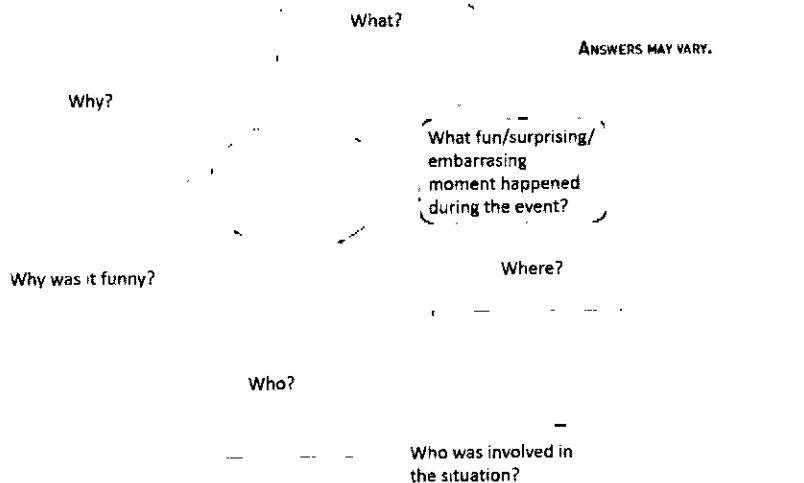 What?
ANSWERS MAY VARY.
Why?
What fun/surprising/
embarrasing
moment happened
during the event?
Where?
Why was it funny?
Who?
Who was involved in
the situation?